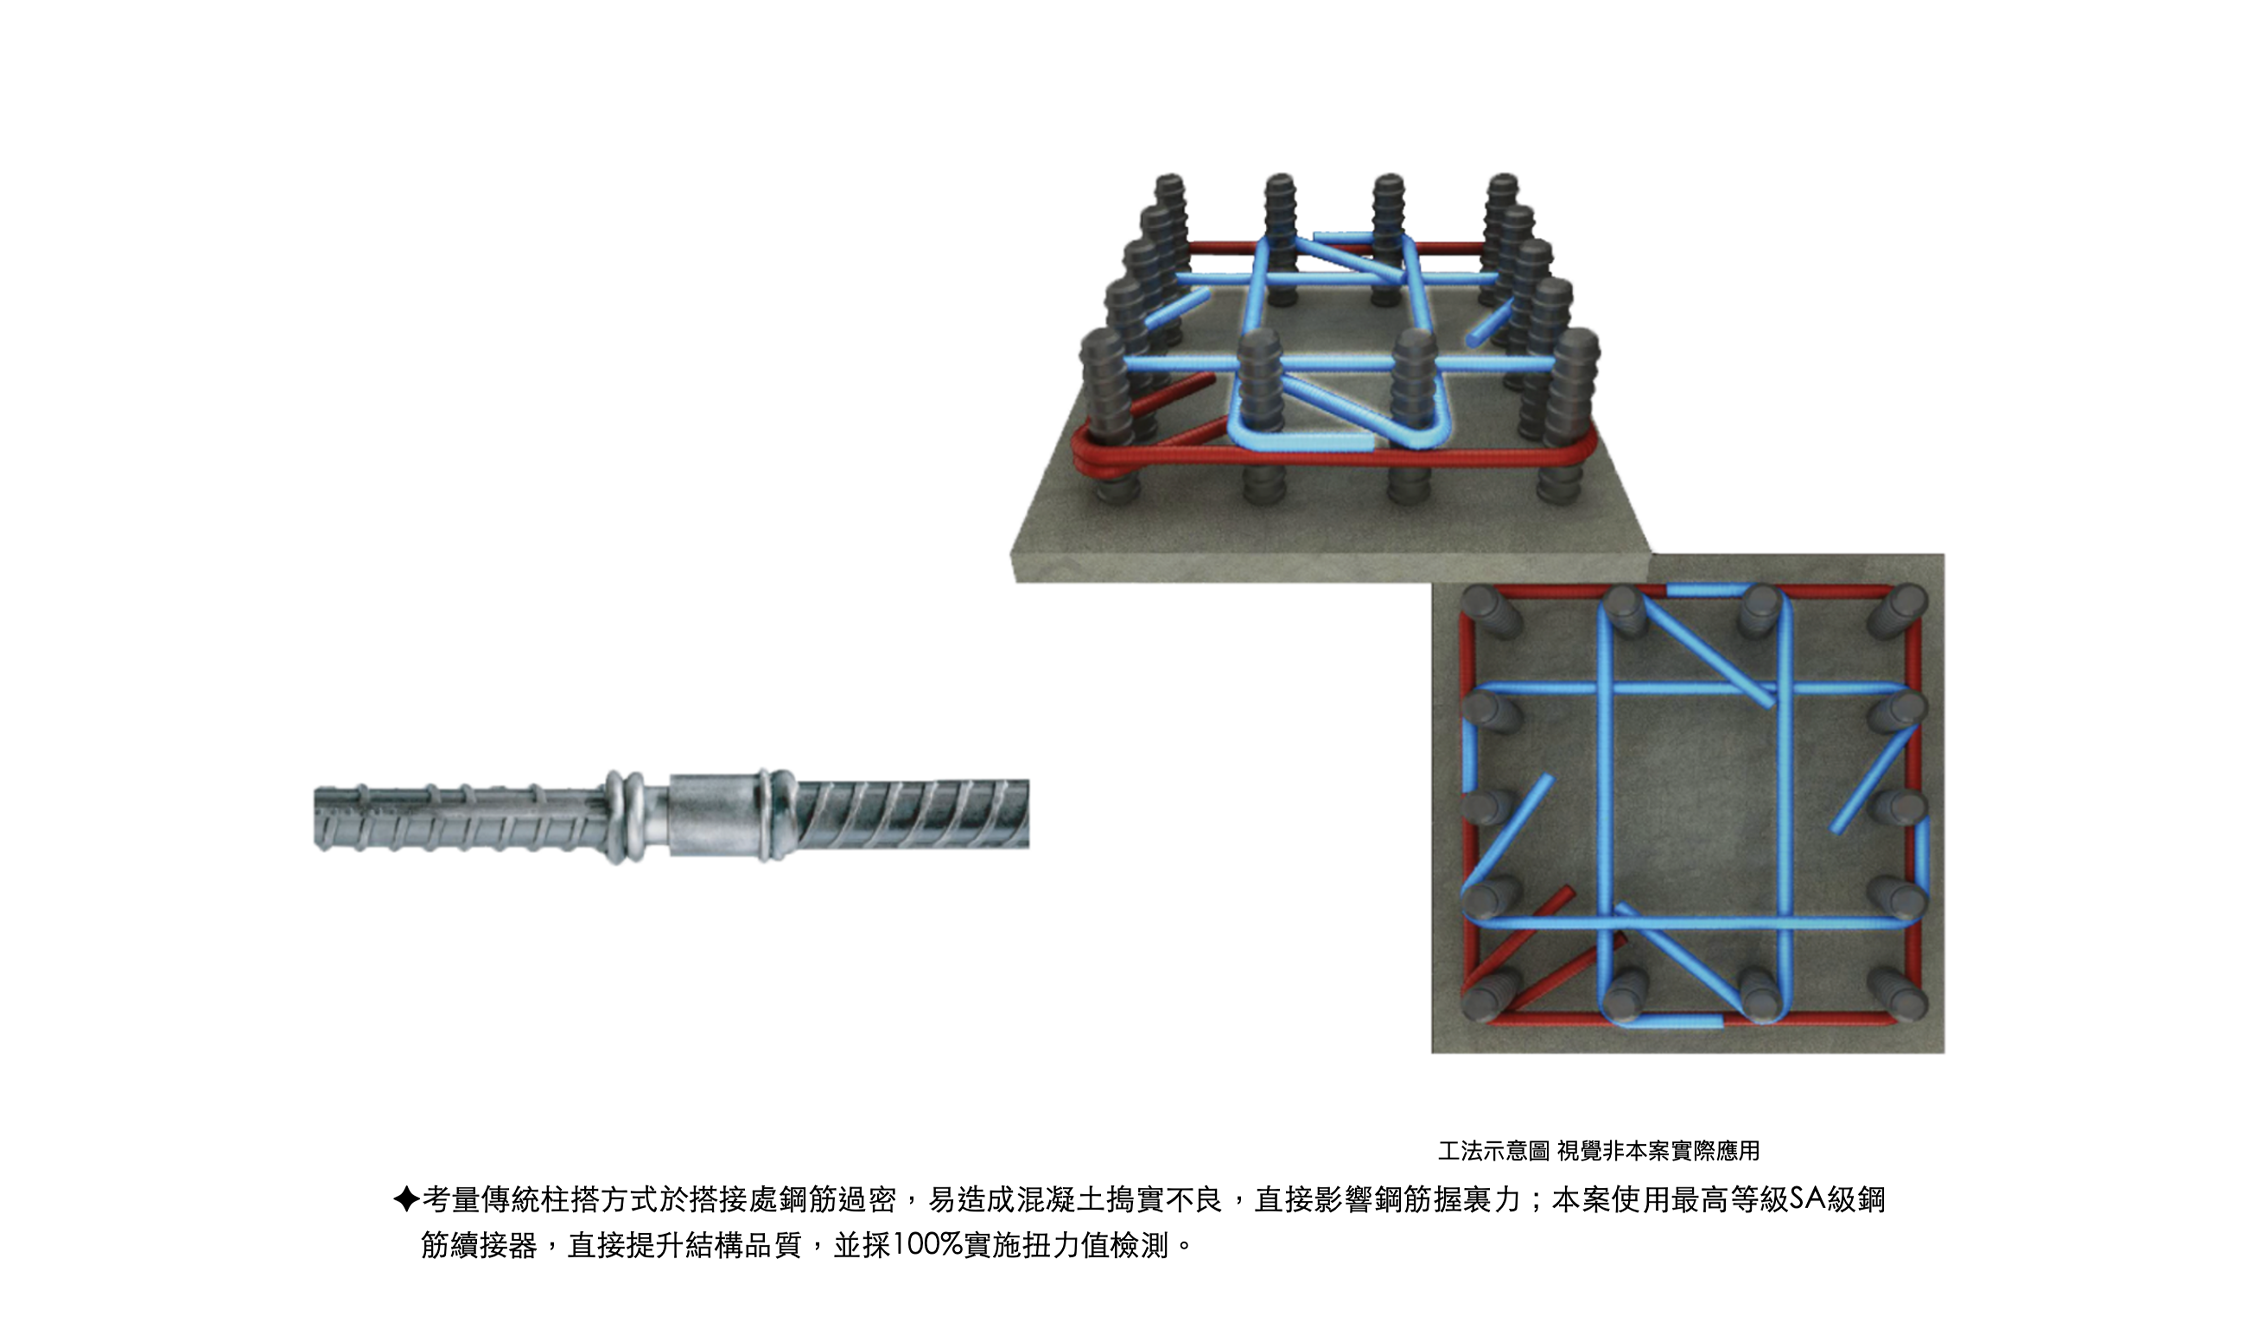 工法示意圖 視覺非本案實際應用
✦考量傳統柱搭方式於搭接處鋼筋過密，易造成混凝土搗實不良，直接影響鋼筋握裹力；本案使用最高等級SA級鋼
筋續接器，直接提升結構品質，並採100%實施扭力值檢測。